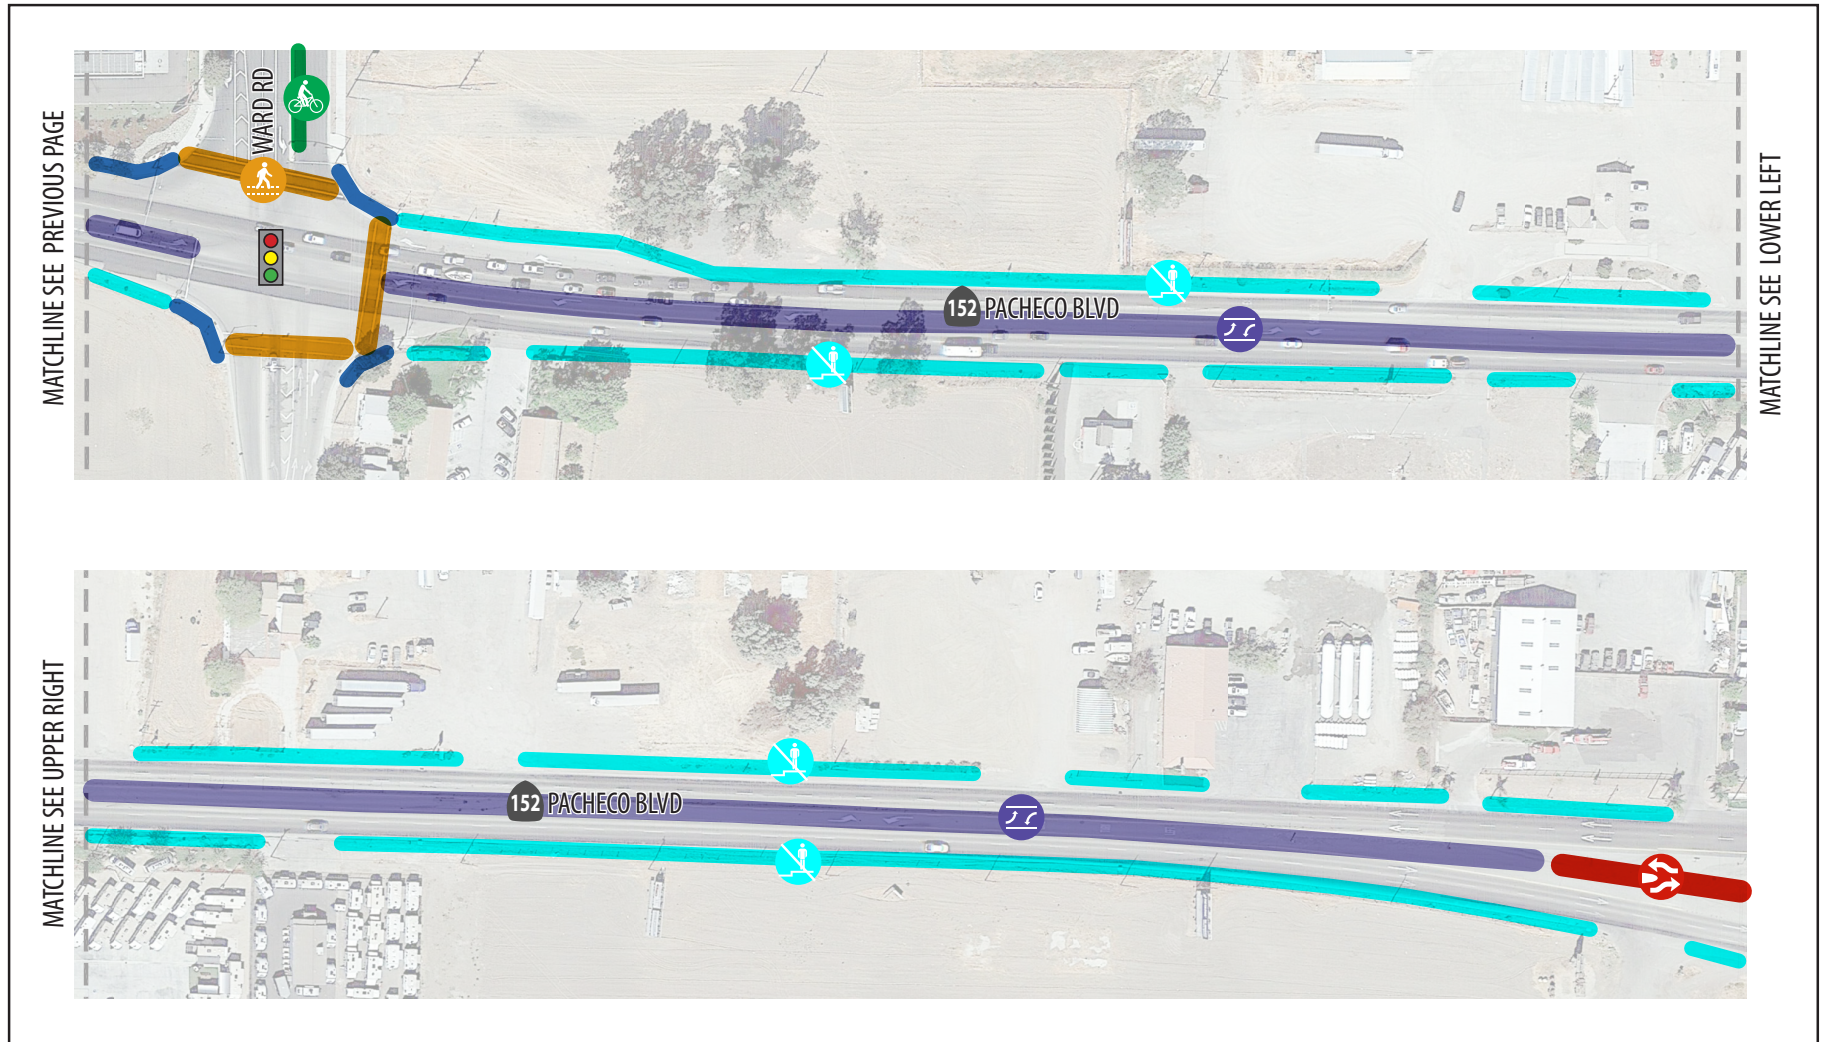 WARD RD
MATCHLINE SEE PREVIOUS PAGE
152 PACHECO BLVD
MATCHLINE SEE LOWER LEFT
MATCHLINE SEE UPPER RIGHT
152 PACHECO BLVD